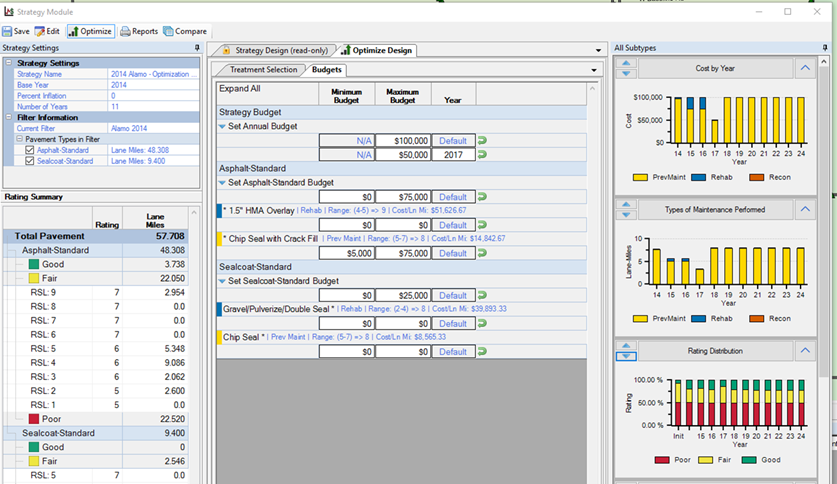 Strategy Module
Save Edit Optimize Reports Compare
Strategy Settings
Strategy Settings
Strategy Name 2014 Alamo - Optimization ...
Base Year 2014
Percent Inflation 0
Number of Years 11
Filter Information
Current Filter Alamo 2014
Pavement Types in Filter
Asphalt-Standard Lane Miles: 48.308
Sealcoat-Standard Lane Miles: 9.400
Rating Summary
Rating Lane Miles
Total Pavement 57.708
Asphalt-Standard 48.308
Good 3.738
Fair 22.050
RSL: 9 7 2.954
RSL: 8 7 0.0
RSL: 7 7 0.0
RSL: 6 7 0.0
RSL: 5 6 5.348
RSL: 4 6 9.086
RSL: 3 6 2.062
RSL: 2 5 2.600
RSL: 1 5 0.0
Poor 22.520
Sealcoat-Standard 9.400
Good 0
Fair 2.546
RSL: 5 7 0.0
Strategy Design (read-only) Optimize Design
Treatment Selection Budgets
Expand All Minimum Budget Maximum Budget Year
Strategy Budget
Set Annual Budget
N/A $100,000 Default
N/A $50,000 2017
Asphalt-Standard
Set Asphalt-Standard Budget
$0 $75,000 Default
* 1.5" HMA Overlay | Rehab | Range: (4-5) => 9 | Cost/Ln Mi: $51,626.67
$0 $0 Default
* Chip Seal with Crack Fill | Prev Maint | Range: (5-7) => 8 | Cost/Ln Mi: $14,842.67
$5,000 $75,000 Default
Sealcoat-Standard
Set Sealcoat-Standard Budget
$0 $25,000 Default
Gravel/Pulverize/Double Seal * | Rehab | Range: (2-4) => 8 | Cost/Ln Mi: $39,893.33
$0 $0 Default
Chip Seal * | Prev Maint | Range: (5-7) => 8 | Cost/Ln Mi: $8,565.33
$0 $0 Default
All Subtypes
Cost by Year
Cost
$100,000
$60,000
$0
14 15 16 17 18 19 20 21 22 23 24
Year
PrevMaint Rehab Recon
Types of Maintenance Performed
Lane-Miles
10
5
0
14 15 16 17 18 19 20 21 22 23 24
Year
PrevMaint Rehab Recon
Rating Distribution
Rating
100.00 %
50.00 %
0.00 %
Init 15 16 17 18 19 20 21 22 23 24
Year
Poor Fair Good